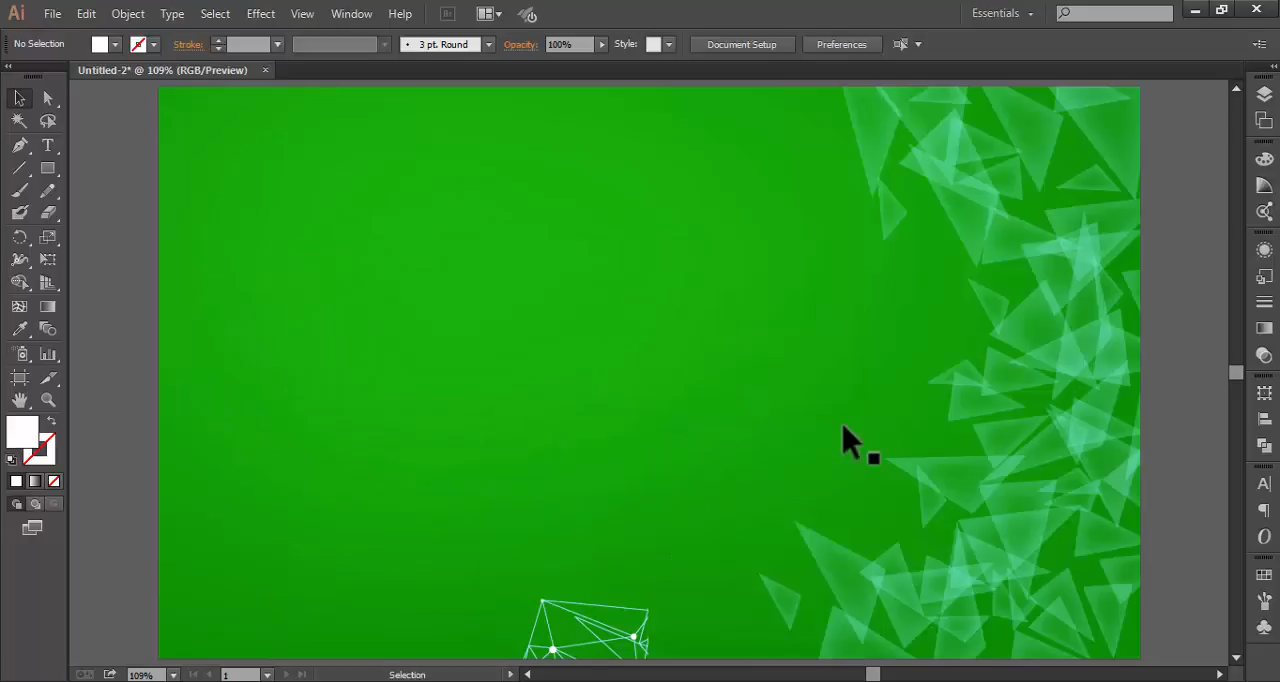 Ai File Edit Object Type Select Effect View Window Help Br Essentials
No Selection Stroke: 3 pt. Round Opacity: 100% Style: Document Setup Preferences
Untitled-2* @ 109% (RGB/Preview) ×
109% 1 Selection